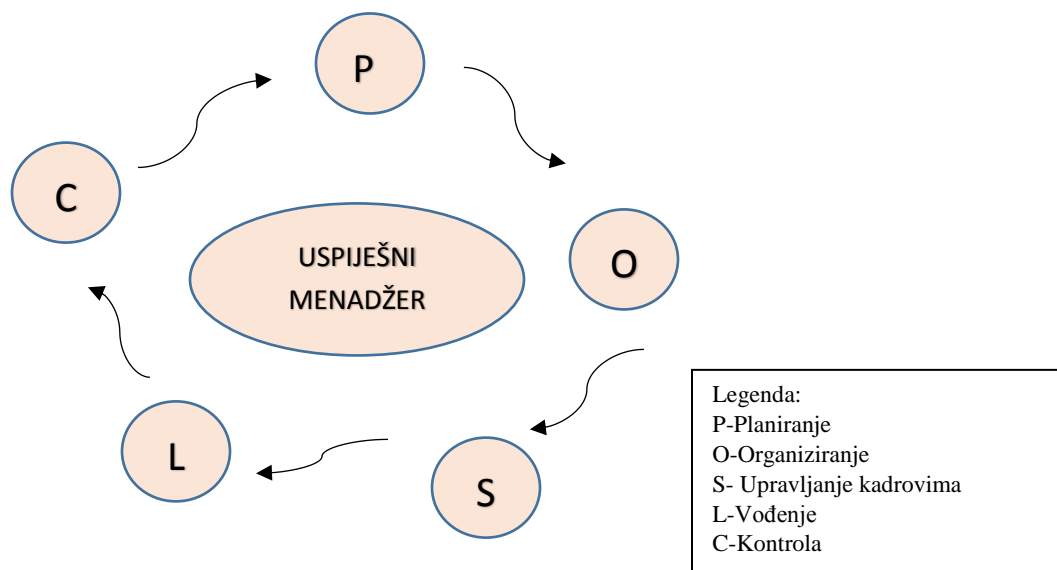 P
C
O
USPIJEŠNI
MENADŽER
L
S
Legenda:
P-Planiranje
O-Organiziranje
S- Upravljanje kadrovima
L-Vođenje
C-Kontrola